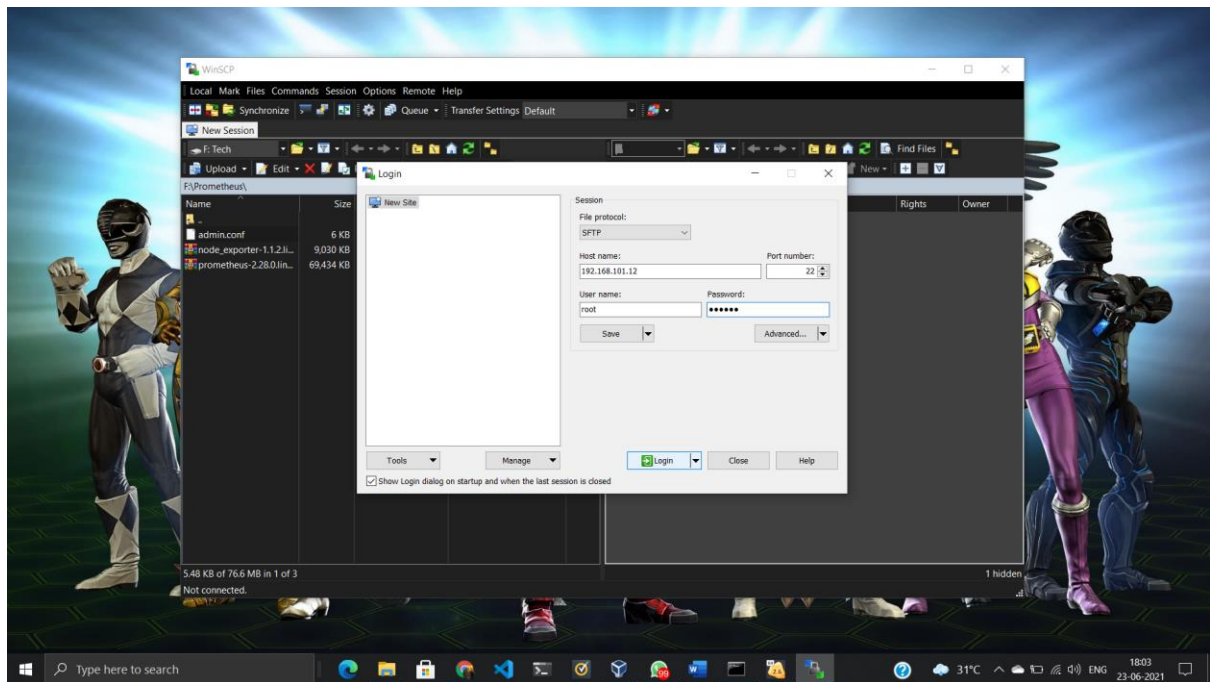 WinSCP
Local Mark Files Commands Session Options Remote Help
Synchronize Queue Transfer Settings Default
New Session
F: Tech Find Files
Upload Edit New
F:\Prometheus\
Name Size Rights Owner
..
admin.conf 6 KB
node_exporter-1.1.2.li... 9,030 KB
prometheus-2.28.0.lin... 69,434 KB
Login
New Site
Session
File protocol:
SFTP
Host name: Port number:
192.168.101.12 22
User name: Password:
root ••••••
Save Advanced...
Tools Manage Login Close Help
Show Login dialog on startup and when the last session is closed
5.48 KB of 76.6 MB in 1 of 3 1 hidden
Not connected.
Type here to search 99 31°C ENG 18:03
23-06-2021